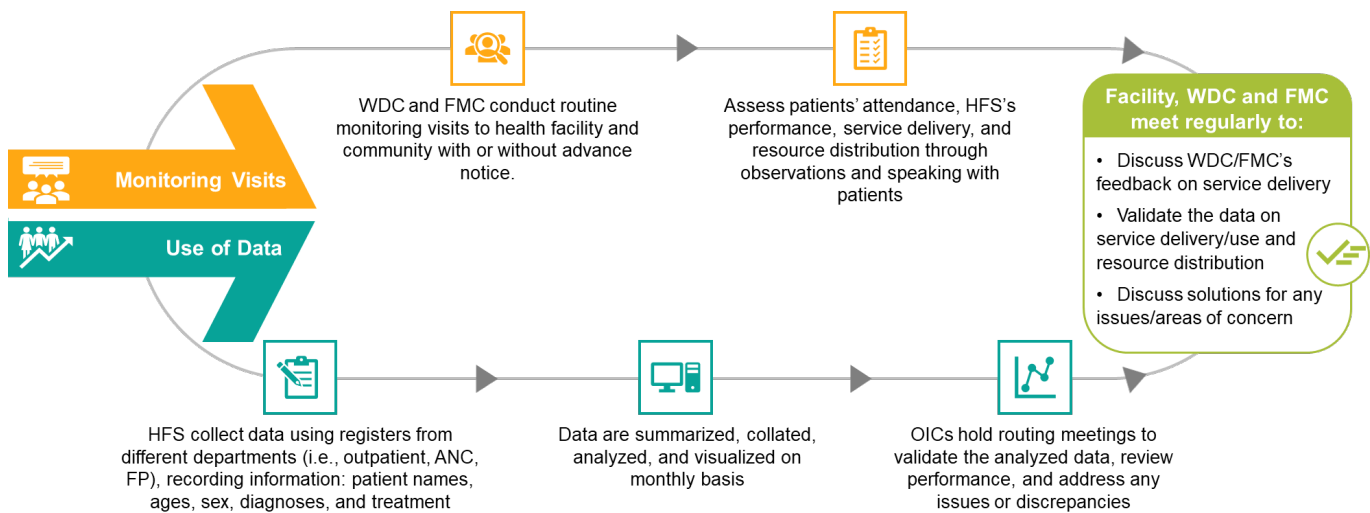 Monitoring Visits
WDC and FMC conduct routine
monitoring visits to health facility and
community with or without advance
notice.
Assess patients' attendance, HFS's
performance, service delivery, and
resource distribution through
observations and speaking with
patients
Use of Data
HFS collect data using registers from
different departments (i.e., outpatient, ANC,
FP), recording information: patient names,
ages, sex, diagnoses, and treatment
Data are summarized, collated,
analyzed, and visualized on
monthly basis
OICs hold routing meetings to
validate the analyzed data, review
performance, and address any
issues or discrepancies
Facility, WDC and FMC
meet regularly to:
• Discuss WDC/FMC's
feedback on service delivery
• Validate the data on
service delivery/use and
resource distribution
• Discuss solutions for any
issues/areas of concern